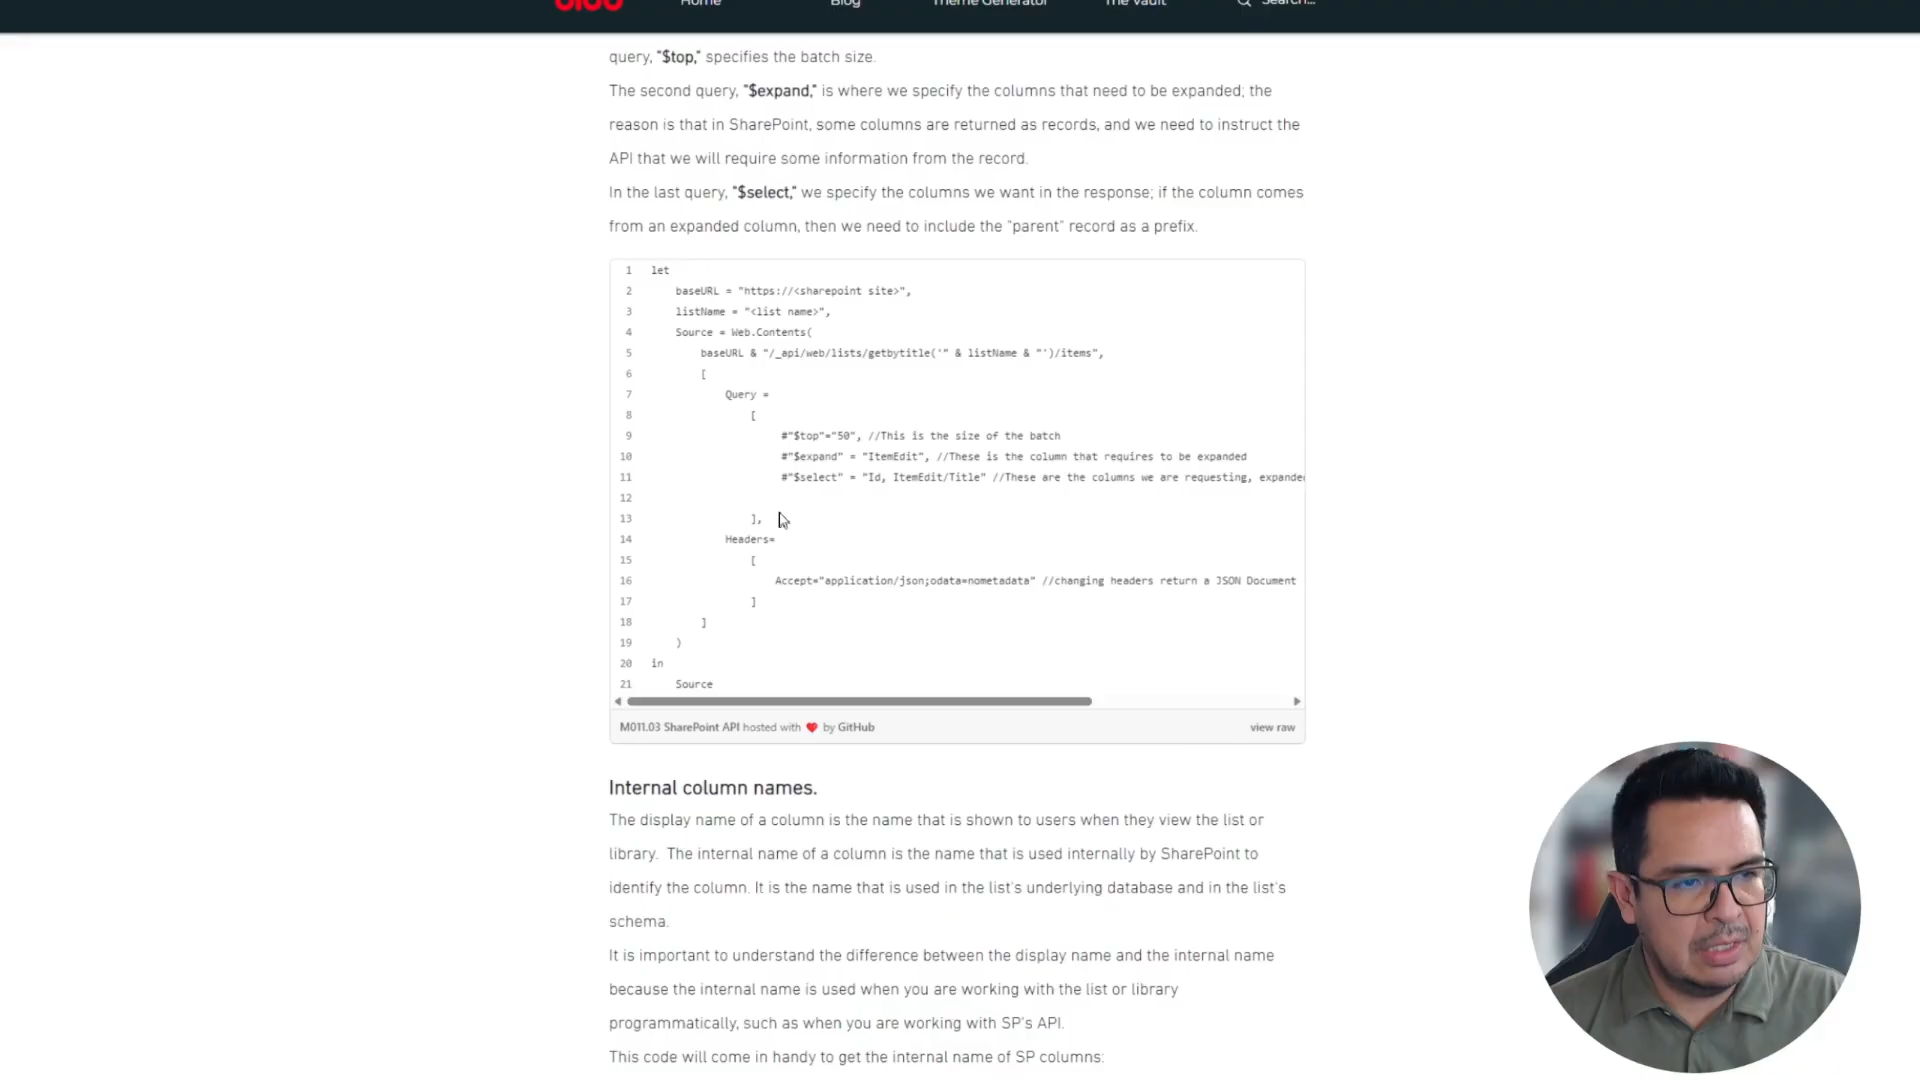 Home Blog Theme Generator The Vault Search...
query, "$top," specifies the batch size.
The second query, "$expand," is where we specify the columns that need to be expanded; the
reason is that in SharePoint, some columns are returned as records, and we need to instruct the
API that we will require some information from the record.
In the last query, "$select," we specify the columns we want in the response; if the column comes
from an expanded column, then we need to include the "parent" record as a prefix.
1 let
2 baseURL = "https://<sharepoint site>",
3 listName = "<list name>",
4 Source = Web.Contents(
5 baseURL & "/_api/web/lists/getbytitle('" & listName & "')/items",
6 [
7 Query =
8 [
9 #"$top"="50", //This is the size of the batch
10 #"$expand" = "ItemEdit", //These is the column that requires to be expanded
11 #"$select" = "Id, ItemEdit/Title" //These are the columns we are requesting, expande
12
13 ],
14 Headers=
15 [
16 Accept="application/json;odata=nometadata" //changing headers return a JSON Document
17 ]
18 ]
19 )
20 in
21 Source
M011.03 SharePoint API hosted with ❤ by GitHub view raw
Internal column names.
The display name of a column is the name that is shown to users when they view the list or
library. The internal name of a column is the name that is used internally by SharePoint to
identify the column. It is the name that is used in the list's underlying database and in the list's
schema.
It is important to understand the difference between the display name and the internal name
because the internal name is used when you are working with the list or library
programmatically, such as when you are working with SP's API.
This code will come in handy to get the internal name of SP columns: